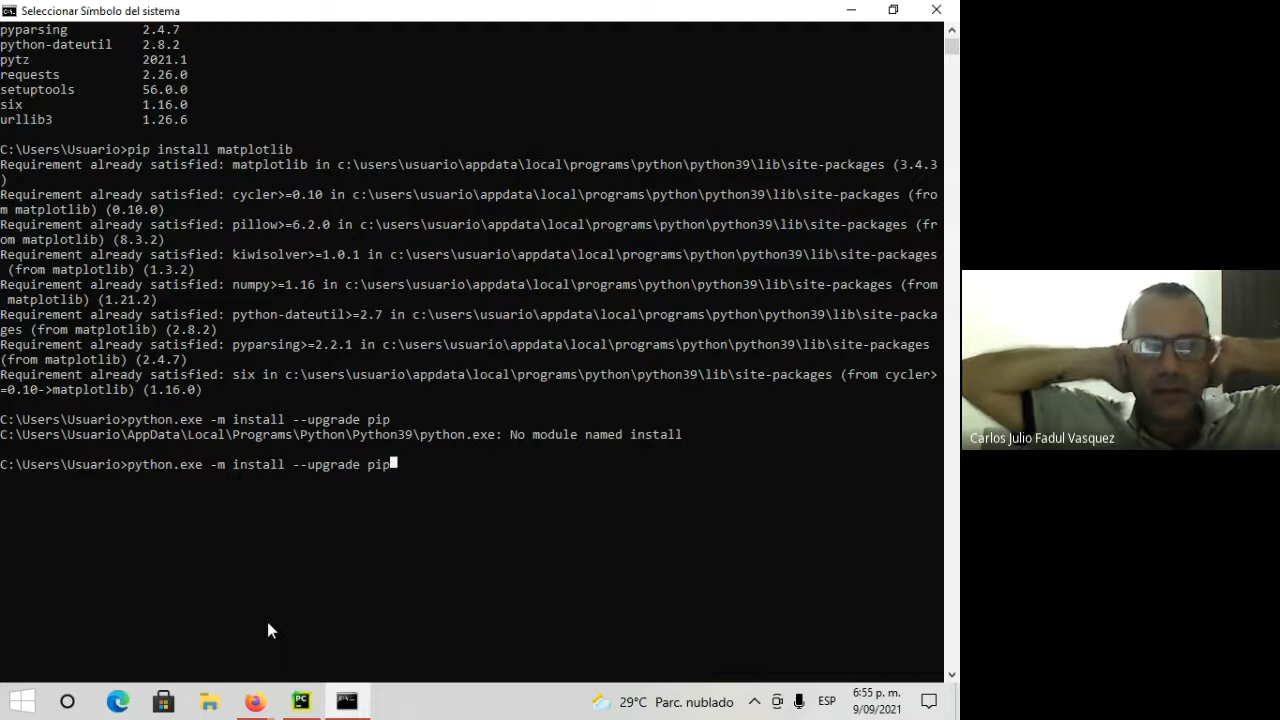 Seleccionar Símbolo del sistema
pyparsing 2.4.7
python-dateutil 2.8.2
pytz 2021.1
requests 2.26.0
setuptools 56.0.0
six 1.16.0
urllib3 1.26.6
C:\Users\Usuario>pip install matplotlib
Requirement already satisfied: matplotlib in c:\users\usuario\appdata\local\programs\python\python39\lib\site-packages (3.4.3
)
Requirement already satisfied: cycler>=0.10 in c:\users\usuario\appdata\local\programs\python\python39\lib\site-packages (fro
m matplotlib) (0.10.0)
Requirement already satisfied: pillow>=6.2.0 in c:\users\usuario\appdata\local\programs\python\python39\lib\site-packages (fr
om matplotlib) (8.3.2)
Requirement already satisfied: kiwisolver>=1.0.1 in c:\users\usuario\appdata\local\programs\python\python39\lib\site-packages
(from matplotlib) (1.3.2)
Requirement already satisfied: numpy>=1.16 in c:\users\usuario\appdata\local\programs\python\python39\lib\site-packages (from
matplotlib) (1.21.2)
Requirement already satisfied: python-dateutil>=2.7 in c:\users\usuario\appdata\local\programs\python\python39\lib\site-packa
ges (from matplotlib) (2.8.2)
Requirement already satisfied: pyparsing>=2.2.1 in c:\users\usuario\appdata\local\programs\python\python39\lib\site-packages
(from matplotlib) (2.4.7)
Requirement already satisfied: six in c:\users\usuario\appdata\local\programs\python\python39\lib\site-packages (from cycler>
=0.10->matplotlib) (1.16.0)
C:\Users\Usuario>python.exe -m install --upgrade pip
C:\Users\Usuario\AppData\Local\Programs\Python\Python39\python.exe: No module named install
C:\Users\Usuario>python.exe -m install --upgrade pip
Carlos Julio Fadul Vasquez
PC
29°C Parc. nublado
ESP
6:55 p. m.
9/09/2021